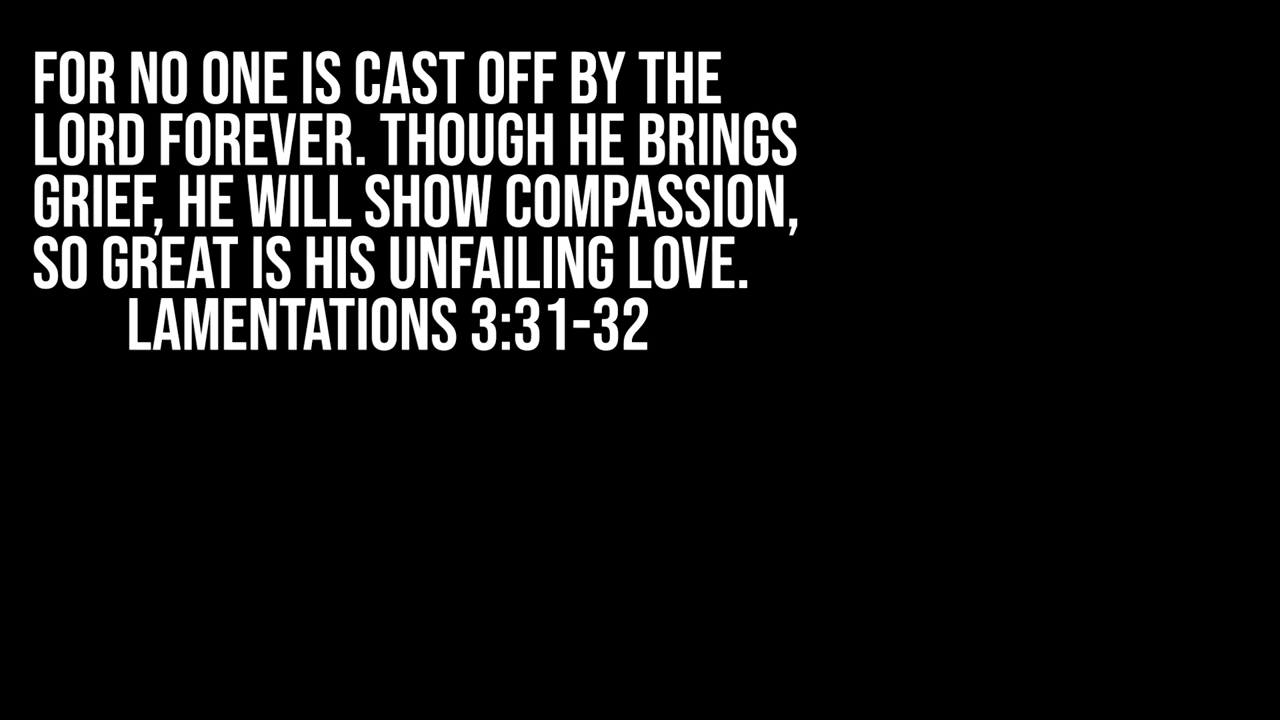 FOR NO ONE IS CAST OFF BY THE
LORD FOREVER. THOUGH HE BRINGS
GRIEF, HE WILL SHOW COMPASSION,
SO GREAT IS HIS UNFAILING LOVE.
LAMENTATIONS 3:31-32